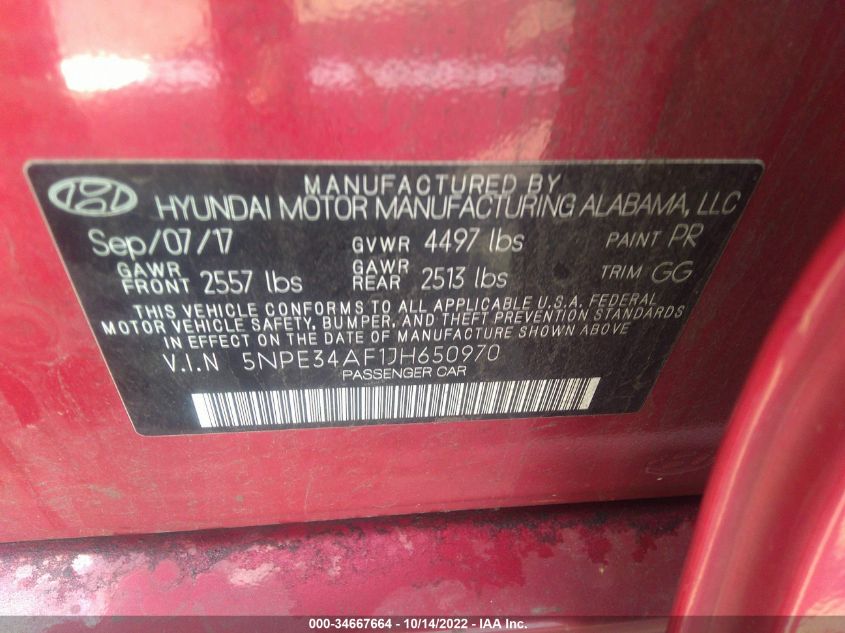 MANUFACTURED BY
HYUNDAI MOTOR MANUFACTURING ALABAMA, LLC
Sep/07/17 GVWR 4497 lbs PAINT PR
GAWR FRONT 2557 lbs GAWR REAR 2513 lbs TRIM GG
THIS VEHICLE CONFORMS TO ALL APPLICABLE U.S.A. FEDERAL
MOTOR VEHICLE SAFETY, BUMPER, AND THEFT PREVENTION STANDARDS
IN EFFECT ON THE DATE OF MANUFACTURE SHOWN ABOVE
V.I.N 5NPE34AF1JH650970
PASSENGER CAR
000-34667664 - 10/14/2022 - IAA Inc.